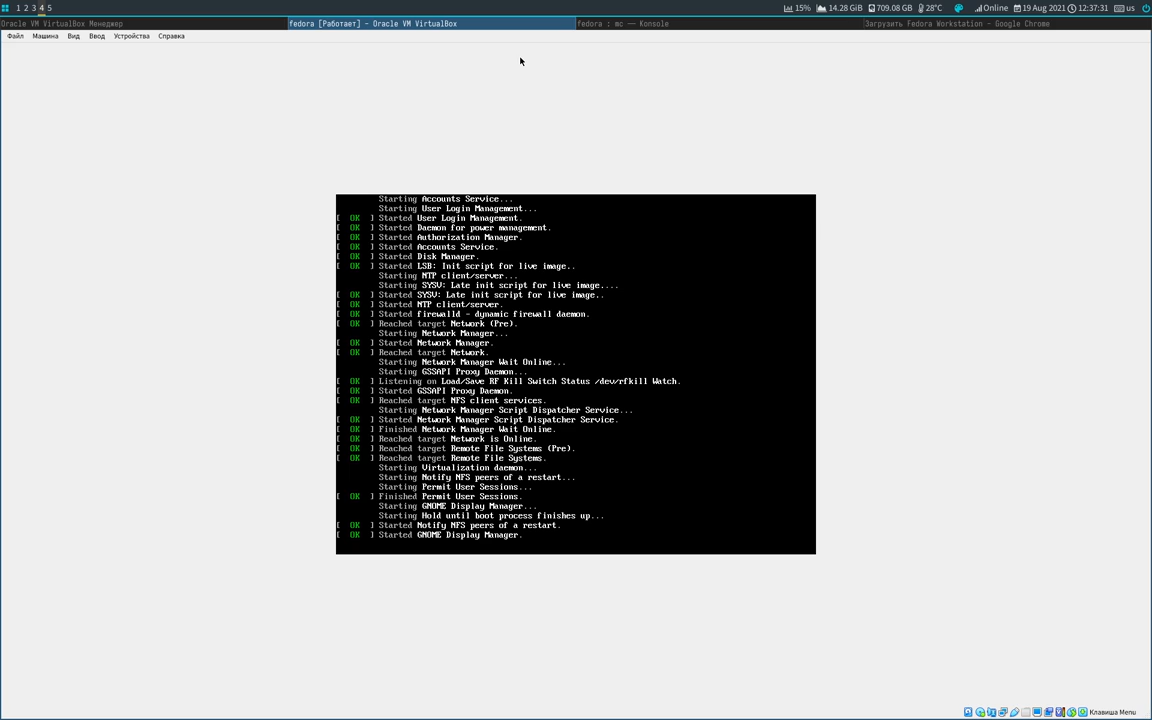 1 2 3 4 5
15% 14.28 GiB 709.08 GB 28°C Online 19 Aug 2021 12:37:31 us
Oracle VM VirtualBox Менеджер
fedora [Работает] - Oracle VM VirtualBox
fedora : mc — Konsole
Загрузить Fedora Workstation - Google Chrome
Файл Машина Вид Ввод Устройства Справка
Starting Accounts Service...
Starting User Login Management...
[ OK ] Started User Login Management.
[ OK ] Started Daemon for power management.
[ OK ] Started Authorization Manager.
[ OK ] Started Accounts Service.
[ OK ] Started Disk Manager.
[ OK ] Started LSB: Init script for live image..
Starting NTP client/server...
Starting SYSV: Late init script for live image....
[ OK ] Started SYSV: Late init script for live image..
[ OK ] Started NTP client/server.
[ OK ] Started firewalld - dynamic firewall daemon.
[ OK ] Reached target Network (Pre).
Starting Network Manager...
[ OK ] Started Network Manager.
[ OK ] Reached target Network.
Starting Network Manager Wait Online...
Starting GSSAPI Proxy Daemon...
[ OK ] Listening on Load/Save RF Kill Switch Status /dev/rfkill Watch.
[ OK ] Started GSSAPI Proxy Daemon.
[ OK ] Reached target NFS client services.
Starting Network Manager Script Dispatcher Service...
[ OK ] Started Network Manager Script Dispatcher Service.
[ OK ] Finished Network Manager Wait Online.
[ OK ] Reached target Network is Online.
[ OK ] Reached target Remote File Systems (Pre).
[ OK ] Reached target Remote File Systems.
Starting Virtualization daemon...
Starting Notify NFS peers of a restart...
Starting Permit User Sessions...
[ OK ] Finished Permit User Sessions.
Starting GNOME Display Manager...
Starting Hold until boot process finishes up...
[ OK ] Started Notify NFS peers of a restart.
[ OK ] Started GNOME Display Manager.
Клавиша Menu